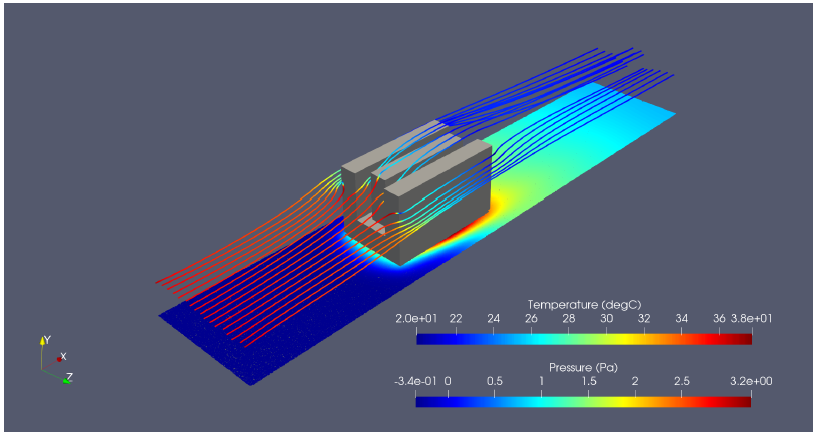 Temperature (degC)
2.0e+01 22 24 26 28 30 32 34 36 3.8e+01
Pressure (Pa)
-3.4e-01 0 0.5 1 1.5 2 2.5 3.2e+00
Y
X
Z